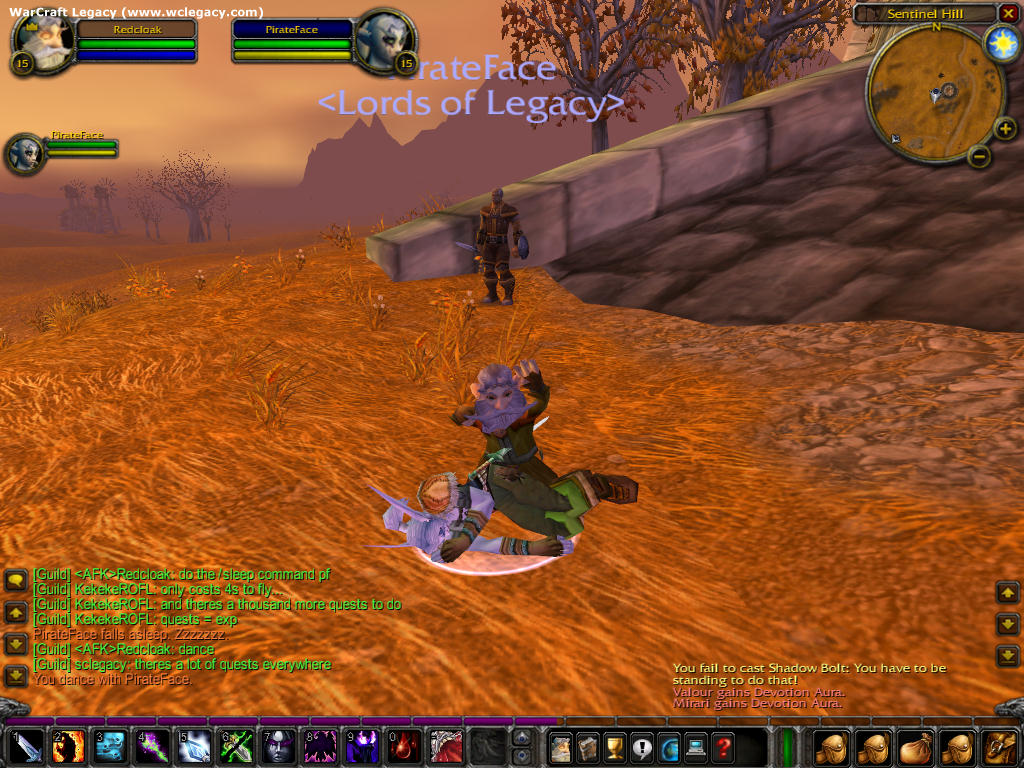 WarCraft Legacy (www.wclegacy.com)
Redcloak
15
PirateFace
15
Sentinel Hill
N
PirateFace
<Lords of Legacy>
PirateFace
[Guild] <AFK>Redcloak: do the /sleep command pf
[Guild] KekekeROFL: only costs 4s to fly...
[Guild] KekekeROFL: and theres a thousand more quests to do
[Guild] KekekeROFL: quests = exp
PirateFace falls asleep. Zzzzzzz.
[Guild] <AFK>Redcloak: dance
[Guild] sclegacy: theres a lot of quests everywhere
You dance with PirateFace.
You fail to cast Shadow Bolt: You have to be
standing to do that!
Valour gains Devotion Aura.
Mirari gains Devotion Aura.
1 2 3 4 5 6 7 8 9 0